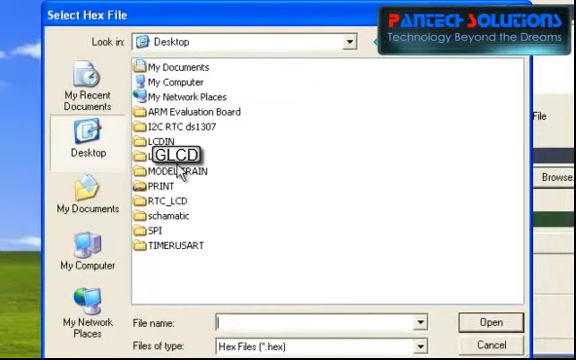 Select Hex File
PANTECH SOLUTIONS
Technology Beyond the Dreams
Look in:
Desktop
My Recent
Documents
Desktop
My Documents
My Computer
My Network
Places
My Documents
My Computer
My Network Places
ARM Evaluation Board
I2C RTC ds1307
LCDIN
GLCD
PRINT
RTC_LCD
schamatic
SPI
TIMERUSART
File
Browse
File name:
Open
Files of type:
Hex Files (*.hex)
Cancel